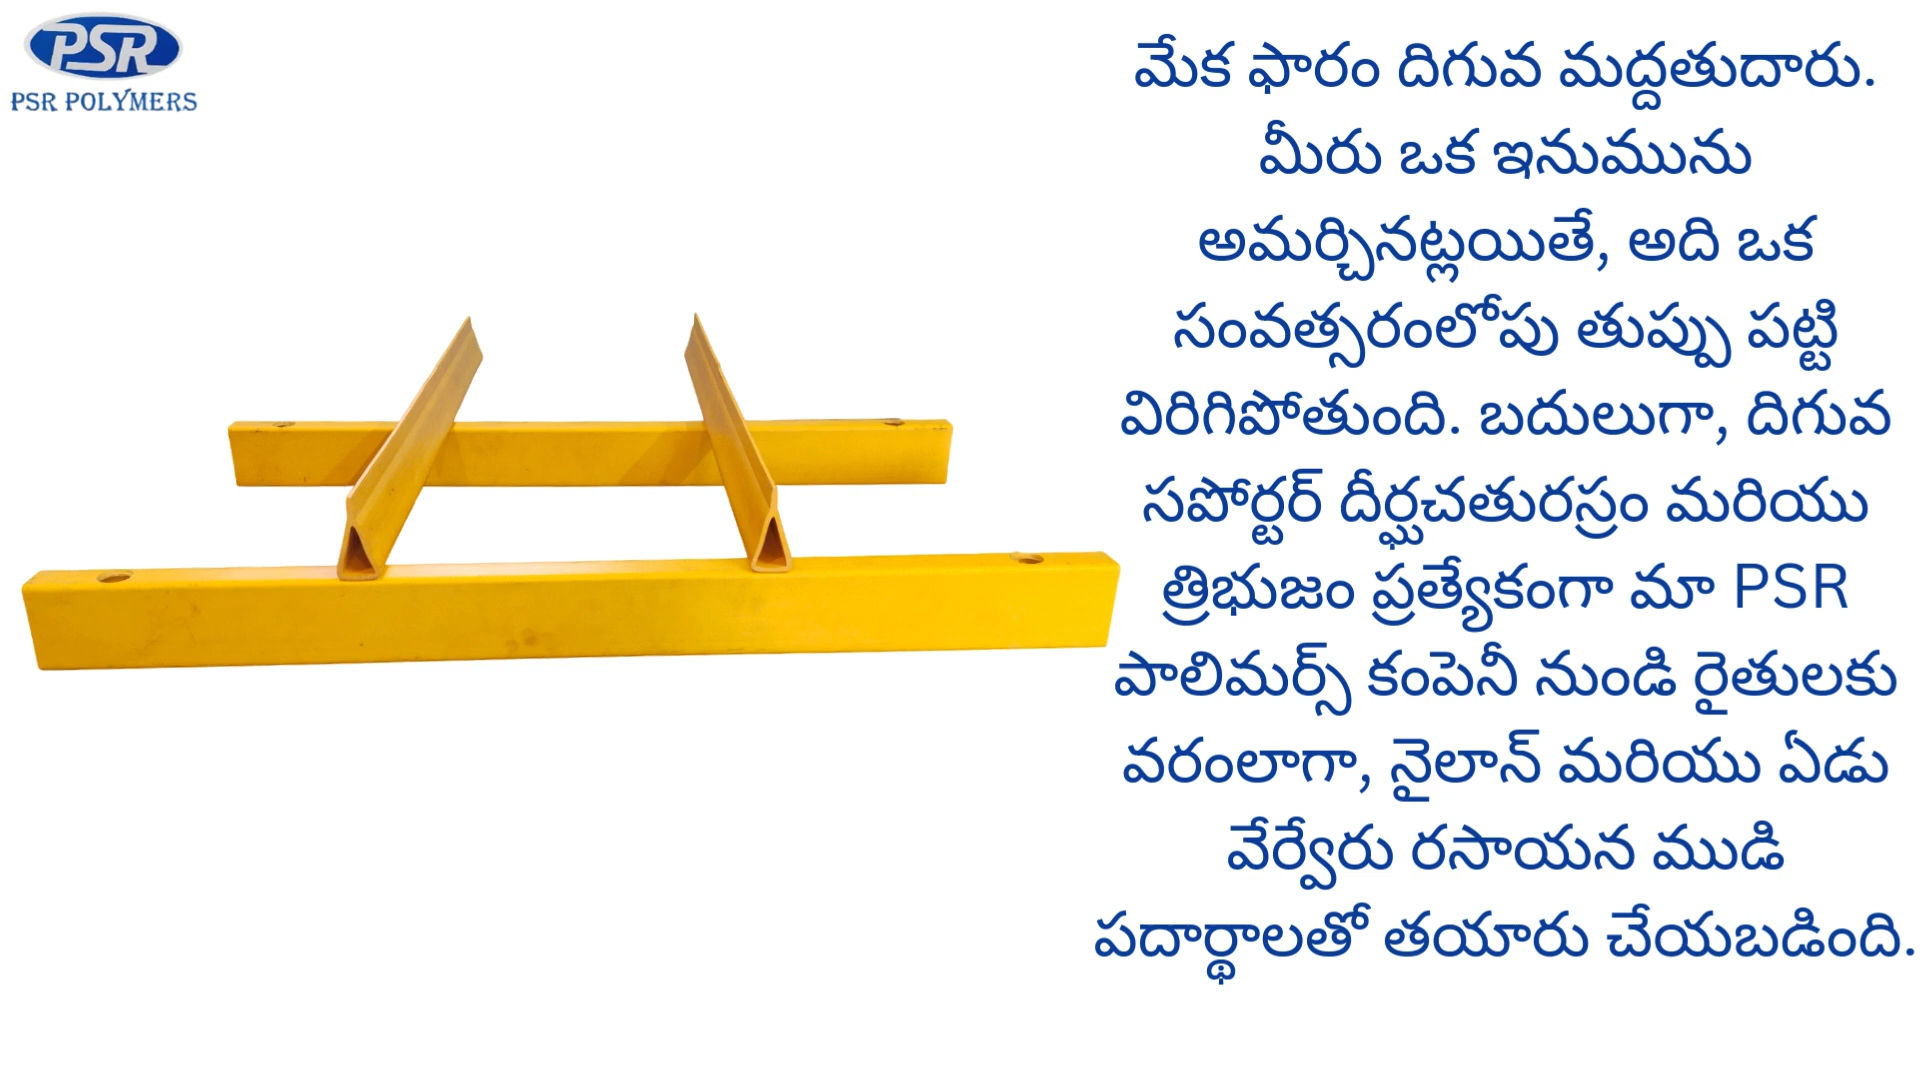 PSR
PSR POLYMERS
మేక ఫారం దిగువ మద్దతుదారు.
మీరు ఒక ఇనుమును
అమర్చినట్లయితే, అది ఒక
సంవత్సరంలోపు తుప్పు పట్టి
విరిగిపోతుంది. బదులుగా, దిగువ
సపోర్టర్ దీర్ఘచతురస్రం మరియు
త్రిభుజం ప్రత్యేకంగా మా PSR
పాలిమర్స్ కంపెనీ నుండి రైతులకు
వరంలాగా, నైలాన్ మరియు ఏడు
వేర్వేరు రసాయన ముడి
పదార్థాలతో తయారు చేయబడింది.